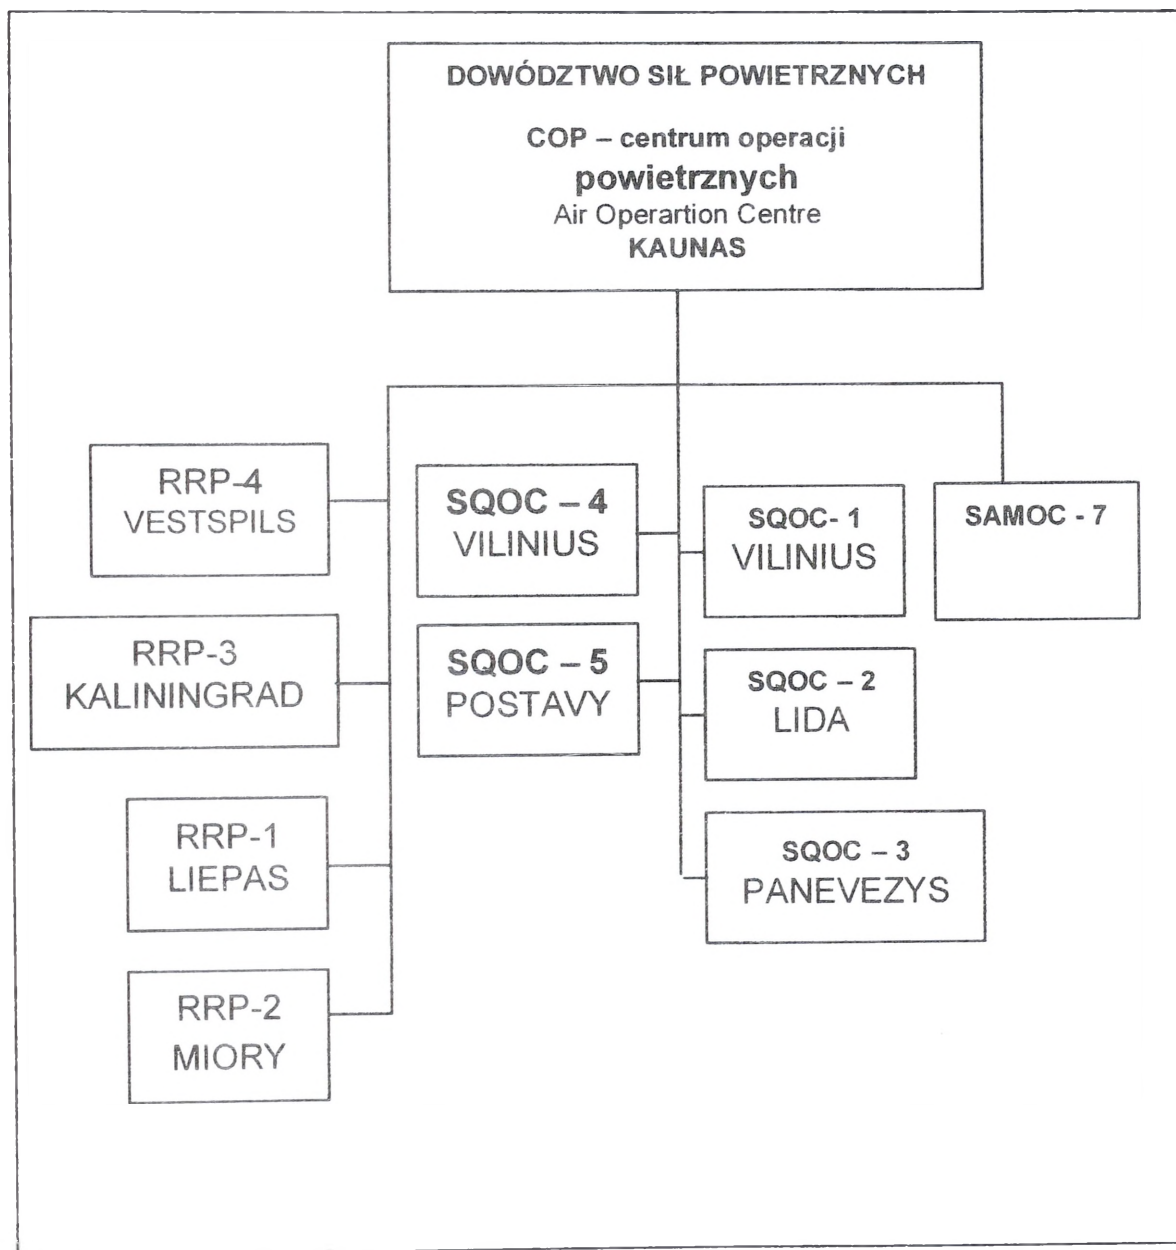 DOWÓDZTWO SIŁ POWIETRZNYCH
COP – centrum operacji
powietrznych
Air Operartion Centre
KAUNAS
RRP-4
VESTSPILS
RRP-3
KALININGRAD
RRP-1
LIEPAS
RRP-2
MIORY
SQOC – 4
VILINIUS
SQOC – 5
POSTAVY
SQOC- 1
VILINIUS
SQOC – 2
LIDA
SQOC – 3
PANEVEZYS
SAMOC - 7